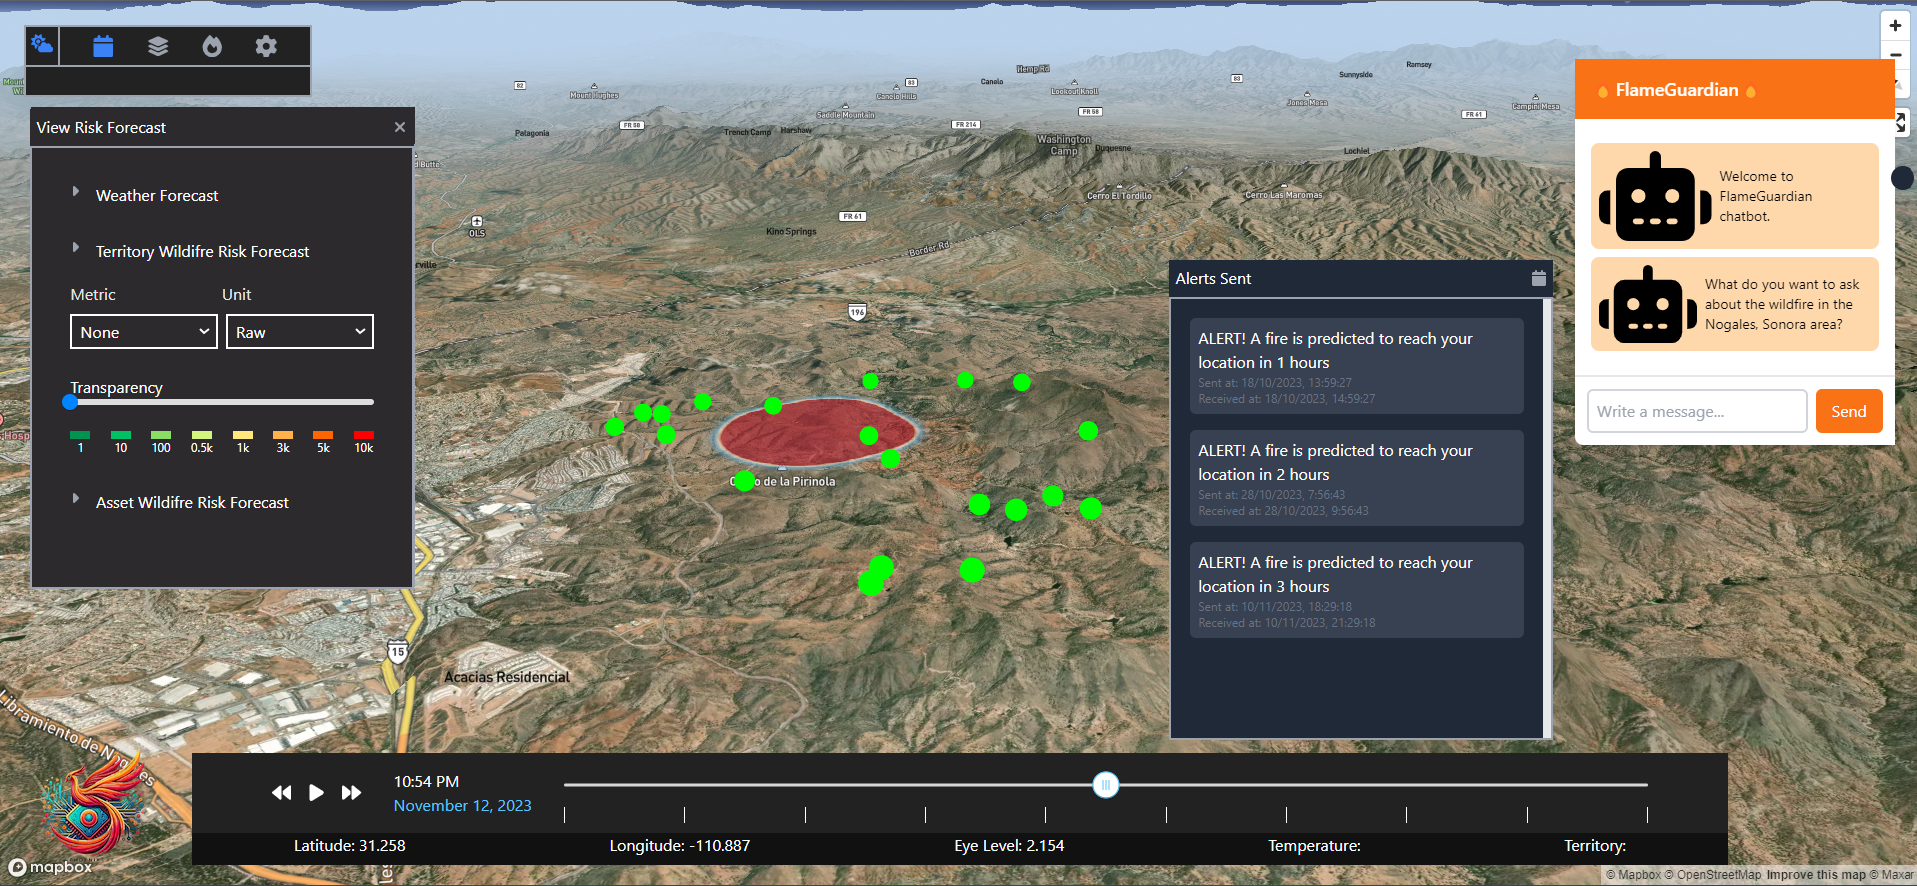 View Risk Forecast
Weather Forecast
Territory Wildifre Risk Forecast
Metric
Unit
None
Raw
Transparency
1 10 100 0.5k 1k 3k 5k 10k
Asset Wildifre Risk Forecast
82
Mount Hughes
83
Canelo Hills
Canelo
Hemp Rd
Lookout Knoll
83
Sunnyside
Ramsey
Jones Mesa
Campini Mesa
FR 61
Saddle Mountain
FR 58
FR 58
Patagonia
Trench Camp
Harshaw
FR 214
Washington
Camp
Duquesne
Lochiel
Cerro El Tordillo
Cerro Las Maromas
d Butte
OLS
FR 61
Kino Springs
Border Rd
196
o de la Pirinola
15
Acacias Residencial
Libramiento de
Hosp
FlameGuardian
Welcome to
FlameGuardian
chatbot.
What do you want to ask
about the wildfire in the
Nogales, Sonora area?
Write a message...
Send
Alerts Sent
ALERT! A fire is predicted to reach your
location in 1 hours
Sent at: 18/10/2023, 13:59:27
Received at: 18/10/2023, 14:59:27
ALERT! A fire is predicted to reach your
location in 2 hours
Sent at: 28/10/2023, 7:56:43
Received at: 28/10/2023, 9:56:43
ALERT! A fire is predicted to reach your
location in 3 hours
Sent at: 10/11/2023, 18:29:18
Received at: 10/11/2023, 21:29:18
10:54 PM
November 12, 2023
Latitude: 31.258
Longitude: -110.887
Eye Level: 2.154
Temperature:
Territory:
mapbox
© Mapbox © OpenStreetMap Improve this map © Maxar